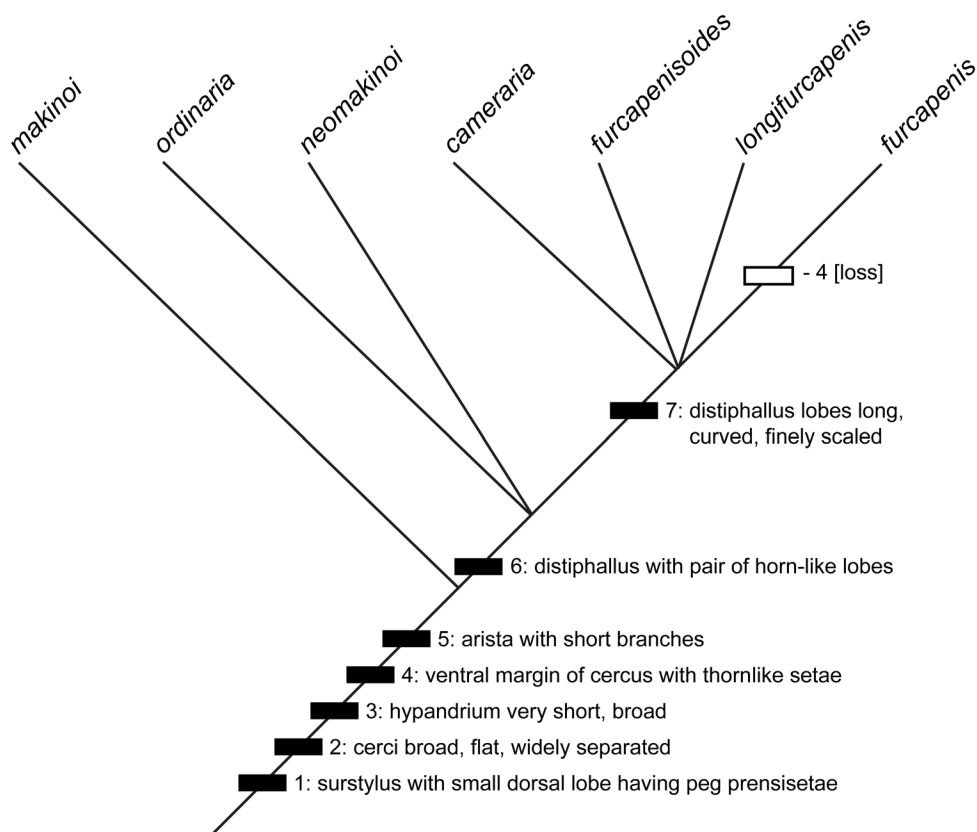 makinoi
ordinaria
neomakinoi
cameraria
furcapenisoides
longifurcapenis
furcapenis
- 4 [loss]
7: distiphallus lobes long,
curved, finely scaled
6: distiphallus with pair of horn-like lobes
5: arista with short branches
4: ventral margin of cercus with thornlike setae
3: hypandrium very short, broad
2: cerci broad, flat, widely separated
1: surstylus with small dorsal lobe having peg prensisetae